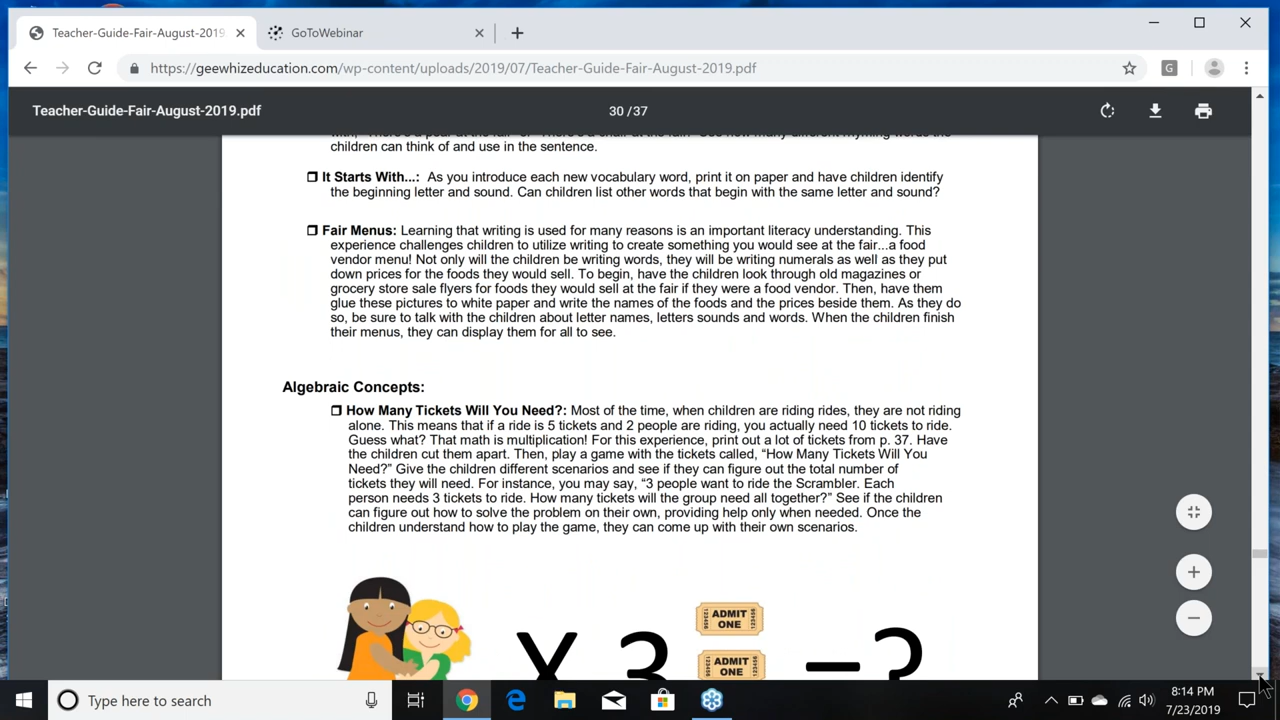 Teacher-Guide-Fair-August-2019
GoToWebinar
https://geewhizeducation.com/wp-content/uploads/2019/07/Teacher-Guide-Fair-August-2019.pdf
G
Teacher-Guide-Fair-August-2019.pdf
30 / 37
children can think of and use in the sentence.
It Starts With...: As you introduce each new vocabulary word, print it on paper and have children identify
the beginning letter and sound. Can children list other words that begin with the same letter and sound?
Fair Menus: Learning that writing is used for many reasons is an important literacy understanding. This
experience challenges children to utilize writing to create something you would see at the fair...a food
vendor menu! Not only will the children be writing words, they will be writing numerals as well as they put
down prices for the foods they would sell. To begin, have the children look through old magazines or
grocery store sale flyers for foods they would sell at the fair if they were a food vendor. Then, have them
glue these pictures to white paper and write the names of the foods and the prices beside them. As they do
so, be sure to talk with the children about letter names, letters sounds and words. When the children finish
their menus, they can display them for all to see.
Algebraic Concepts:
How Many Tickets Will You Need?: Most of the time, when children are riding rides, they are not riding
alone. This means that if a ride is 5 tickets and 2 people are riding, you actually need 10 tickets to ride.
Guess what? That math is multiplication! For this experience, print out a lot of tickets from p. 37. Have
the children cut them apart. Then, play a game with the tickets called, “How Many Tickets Will You
Need?” Give the children different scenarios and see if they can figure out the total number of
tickets they will need. For instance, you may say, “3 people want to ride the Scrambler. Each
person needs 3 tickets to ride. How many tickets will the group need all together?” See if the children
can figure out how to solve the problem on their own, providing help only when needed. Once the
children understand how to play the game, they can come up with their own scenarios.
X 3
123456 ADMIT ONE 123456
123456 ADMIT ONE 123456
= ?
Type here to search
8:14 PM
7/23/2019